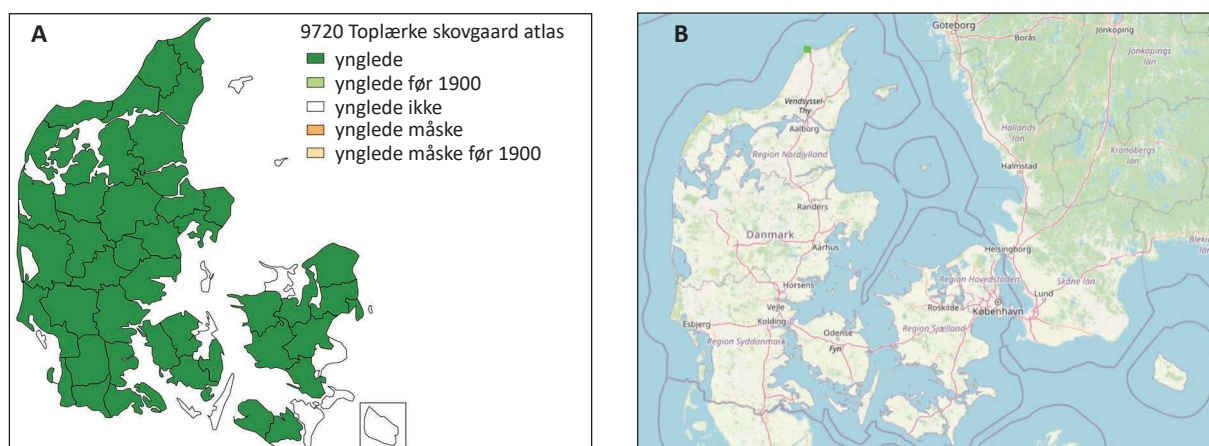 A
9720 Toplærke skovgaard atlas
ynglede
ynglede før 1900
ynglede ikke
ynglede måske
ynglede måske før 1900
B
Göteborg
Jönköping
Borås
Jönköpings
län
Vendsyssel-
Thy
Aalborg
Hallands
län
Kronobergs
län
Region Nordjylland
Halmstad
Randers
Danmark
Aarhus
Helsingborg
Bleking
län
Skåne län
Horsens
Region Hovedstaden
Lund
Vejle
Roskilde
København
Esbjerg
Kolding
Odense
Region Sjælland
Region Syddanmark
Fyn